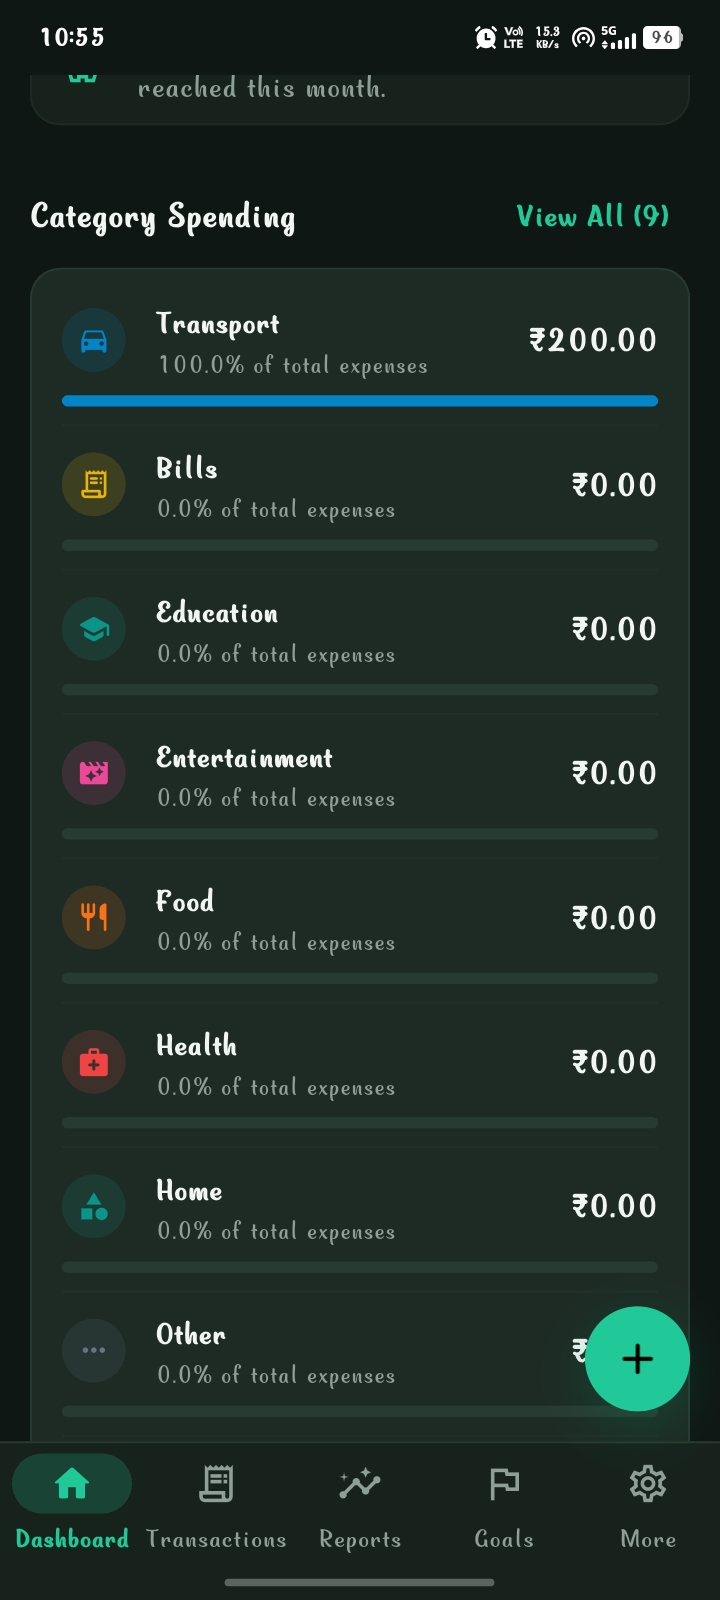 10:55
Vo)) LTE
15.3 KB/s
5G
96
reached this month.
Category Spending
View All (9)
Transport
₹200.00
100.0% of total expenses
Bills
₹0.00
0.0% of total expenses
Education
₹0.00
0.0% of total expenses
Entertainment
₹0.00
0.0% of total expenses
Food
₹0.00
0.0% of total expenses
Health
₹0.00
0.0% of total expenses
Home
₹0.00
0.0% of total expenses
Other
₹
0.0% of total expenses
Dashboard
Transactions
Reports
Goals
More